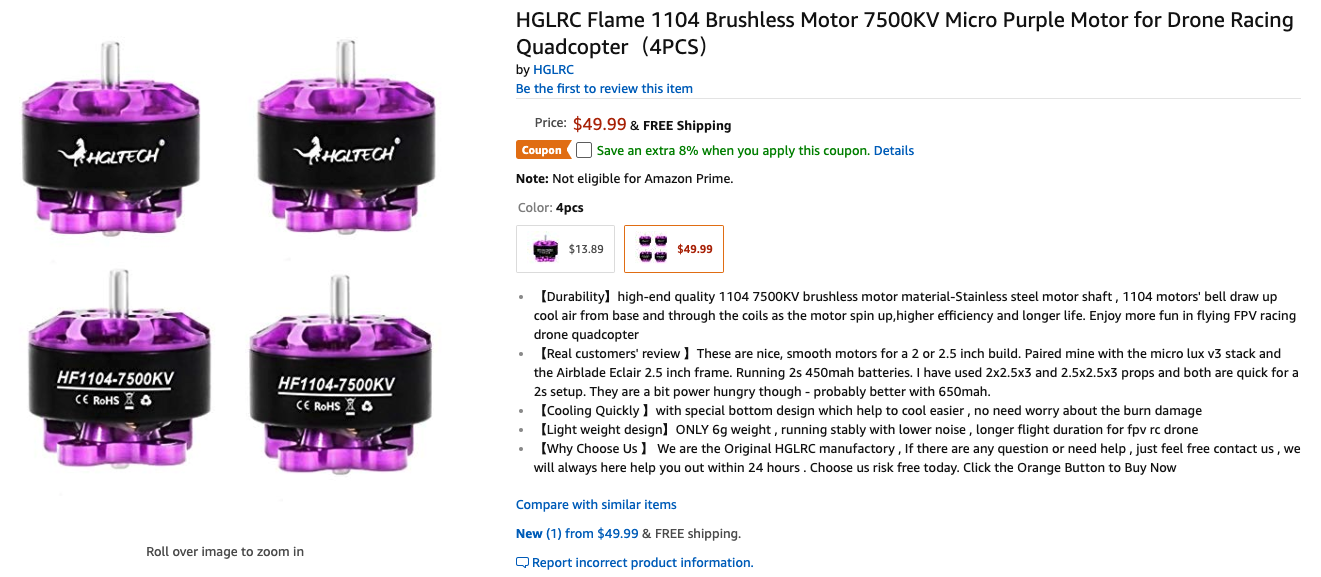 HGLRC Flame 1104 Brushless Motor 7500KV Micro Purple Motor for Drone Racing
Quadcopter（4PCS）
by HGLRC
Be the first to review this item
Price: $49.99 & FREE Shipping
Coupon Save an extra 8% when you apply this coupon. Details
Note: Not eligible for Amazon Prime.
Color: 4pcs
$13.89 $49.99
【Durability】high-end quality 1104 7500KV brushless motor material-Stainless steel motor shaft , 1104 motors' bell draw up
cool air from base and through the coils as the motor spin up,higher efficiency and longer life. Enjoy more fun in flying FPV racing
drone quadcopter
【Real customers' review 】These are nice, smooth motors for a 2 or 2.5 inch build. Paired mine with the micro lux v3 stack and
the Airblade Eclair 2.5 inch frame. Running 2s 450mah batteries. I have used 2x2.5x3 and 2.5x2.5x3 props and both are quick for a
2s setup. They are a bit power hungry though - probably better with 650mah.
【Cooling Quickly 】with special bottom design which help to cool easier , no need worry about the burn damage
【Light weight design】ONLY 6g weight , running stably with lower noise , longer flight duration for fpv rc drone
【Why Choose Us 】 We are the Original HGLRC manufactory , If there are any question or need help , just feel free contact us , we
will always here help you out within 24 hours . Choose us risk free today. Click the Orange Button to Buy Now
Compare with similar items
New (1) from $49.99 & FREE shipping.
Report incorrect product information.
HGLTECH
HGLTECH
HF1104-7500KV
CE RoHS
HF1104-7500KV
CE RoHS
Roll over image to zoom in